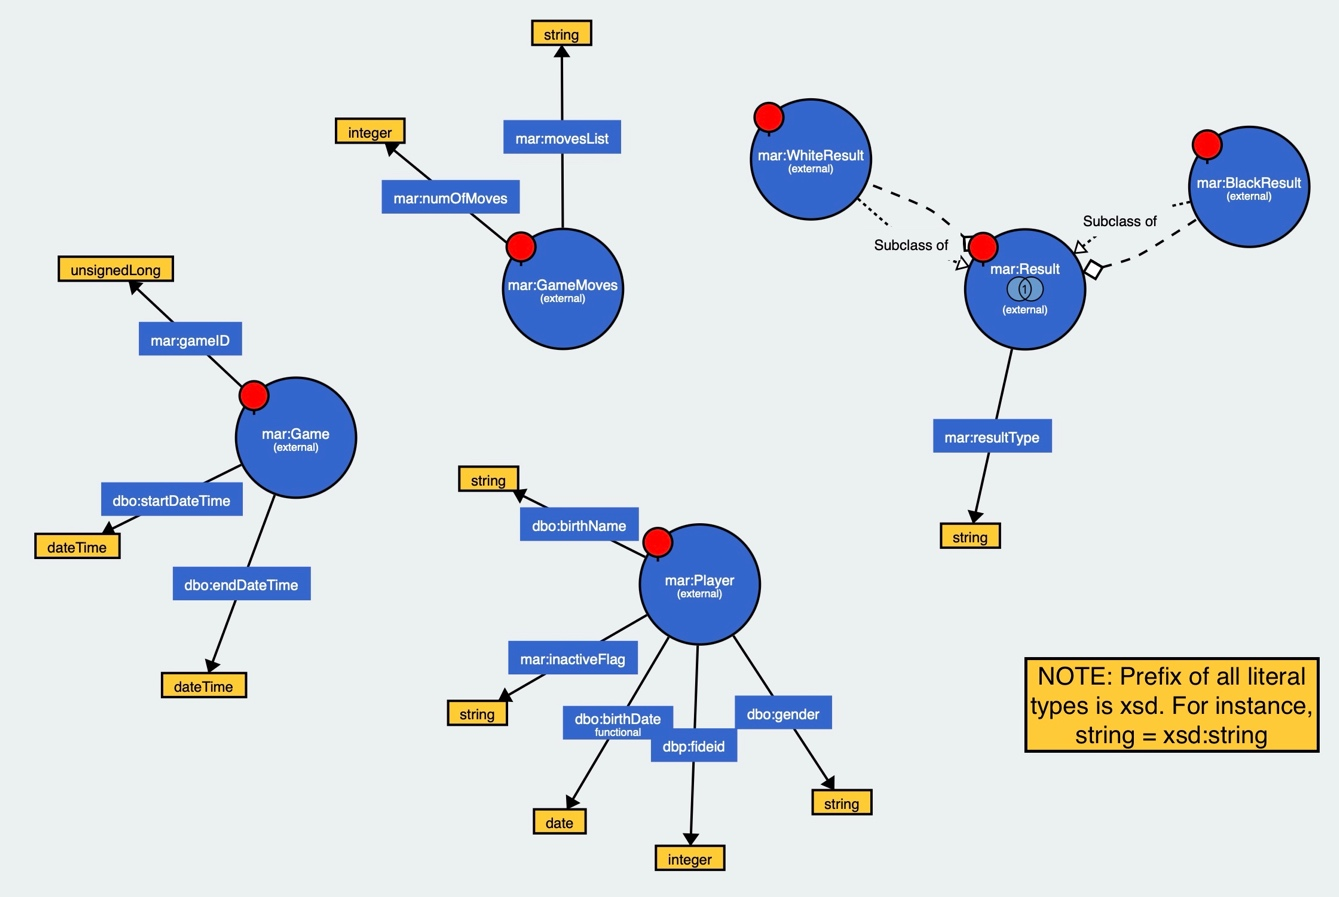 string
integer
mar:movesList
mar:numOfMoves
mar:GameMoves
(external)
mar:WhiteResult
(external)
mar:BlackResult
(external)
Subclass of
Subclass of
mar:Result
1
(external)
mar:resultType
string
unsignedLong
mar:gameID
mar:Game
(external)
dbo:startDateTime
dateTime
dbo:endDateTime
dateTime
string
dbo:birthName
mar:Player
(external)
mar:inactiveFlag
string
dbo:birthDate
functional
dbp:fideid
dbo:gender
date
integer
string
NOTE: Prefix of all literal
types is xsd. For instance,
string = xsd:string